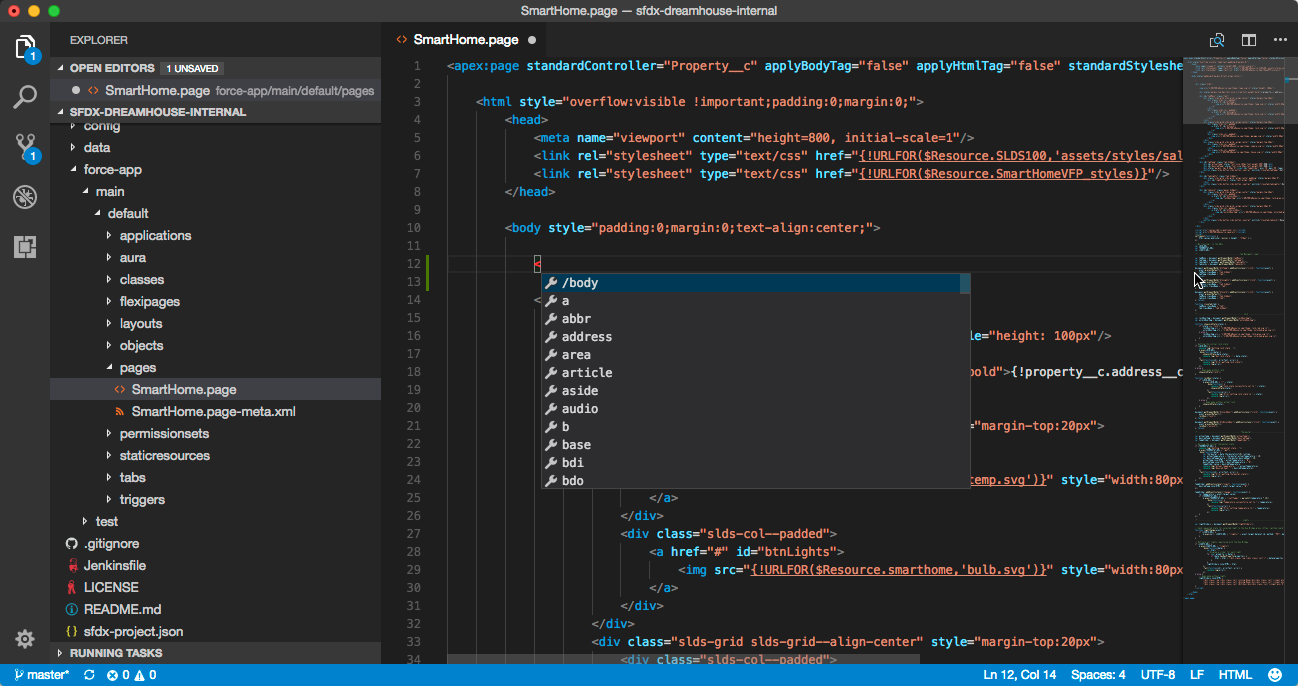 SmartHome.page — sfdx-dreamhouse-internal
EXPLORER
OPEN EDITORS 1 UNSAVED
SmartHome.page force-app/main/default/pages
SFDX-DREAMHOUSE-INTERNAL
config
data
force-app
main
default
applications
aura
classes
flexipages
layouts
objects
pages
SmartHome.page
SmartHome.page-meta.xml
permissionsets
staticresources
tabs
triggers
test
.gitignore
Jenkinsfile
LICENSE
README.md
{} sfdx-project.json
RUNNING TASKS
1
1
<> SmartHome.page
1 <apex:page standardController="Property__c" applyBodyTag="false" applyHtmlTag="false" standardStyleshe
2
3 <html style="overflow:visible !important;padding:0;margin:0;">
4 <head>
5 <meta name="viewport" content="height=800, initial-scale=1"/>
6 <link rel="stylesheet" type="text/css" href="{!URLFOR($Resource.SLDS100,'assets/styles/sal
7 <link rel="stylesheet" type="text/css" href="{!URLFOR($Resource.SmartHomeVFP_styles)}"/>
8 </head>
9
10 <body style="padding:0;margin:0;text-align:center;">
11
12 <
13
14 <
15
16 le="height: 100px"/>
17
18 bold">{!property__c.address__c
19
20
21 ="margin-top:20px">
22
23
24 temp.svg')}" style="width:80px
25 </a>
26 </div>
27 <div class="slds-col--padded">
28 <a href="#" id="btnLights">
29 <img src="{!URLFOR($Resource.smarthome,'bulb.svg')}" style="width:80px
30 </a>
31 </div>
32 </div>
33 <div class="slds-grid slds-grid--align-center" style="margin-top:20px">
34 <div class="slds-col--padded">
/body
a
abbr
address
area
article
aside
audio
b
base
bdi
bdo
master* 0 0 Ln 12, Col 14 Spaces: 4 UTF-8 LF HTML